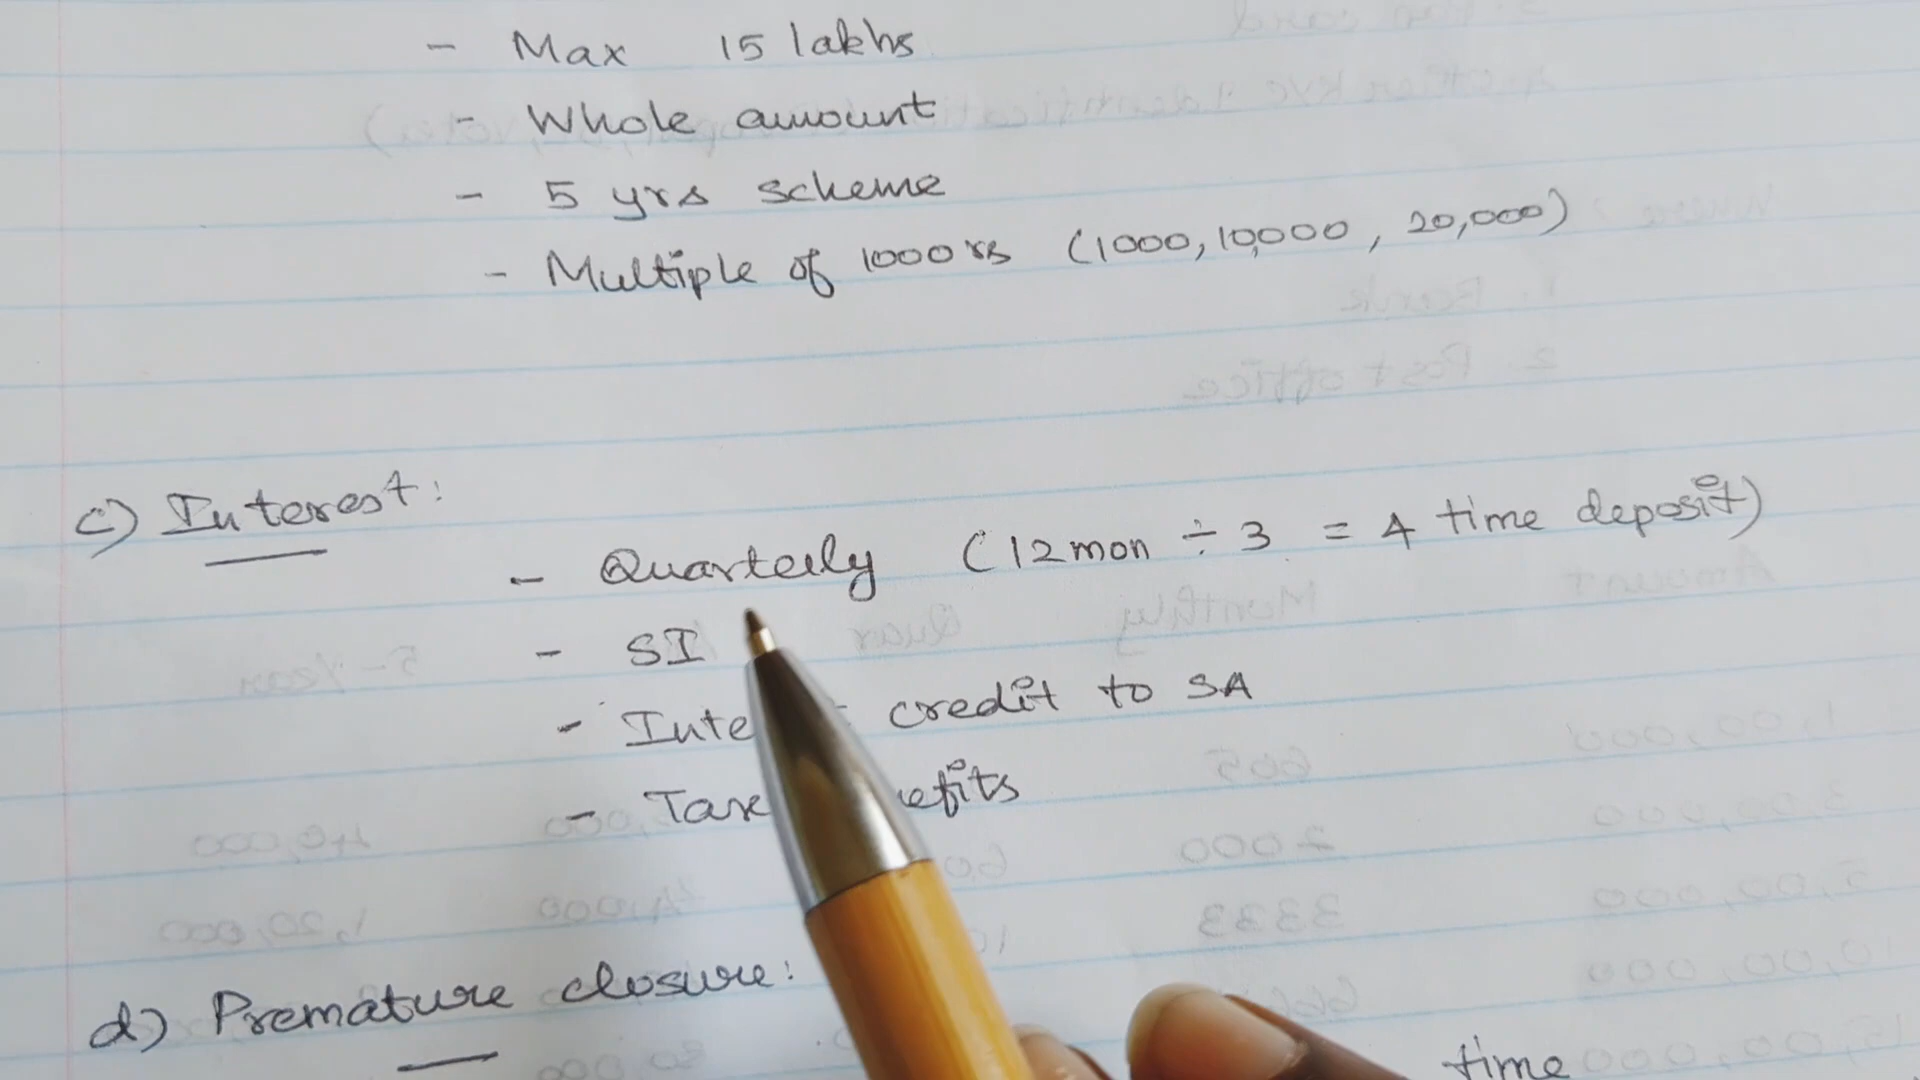 - Max 15 lakhs
- Whole amount
- 5 yrs scheme
- Multiple of 1000 rs (1000, 10,000, 20,000)
c) Interest:
- Quarterly (12 mon ÷ 3 = 4 time deposit)
- SI
- Inte credit to SA
- Tax efits
d) Premature closure:
time